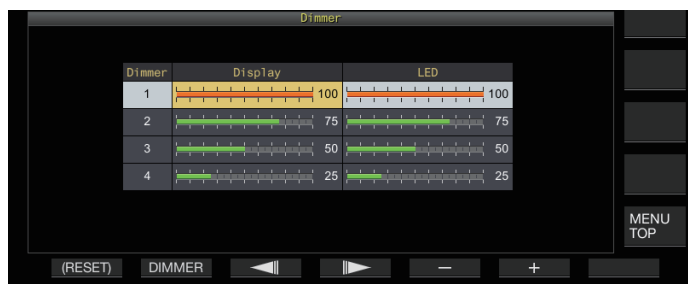 Dimmer
Dimmer Display LED
1 100 100
2 75 75
3 50 50
4 25 25
MENU
TOP
(RESET) DIMMER − +